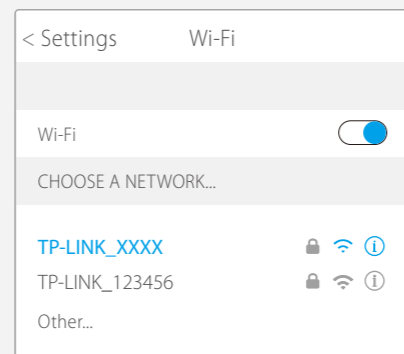 < Settings Wi-Fi
Wi-Fi
CHOOSE A NETWORK...
TP-LINK_XXXX
TP-LINK_123456
Other...